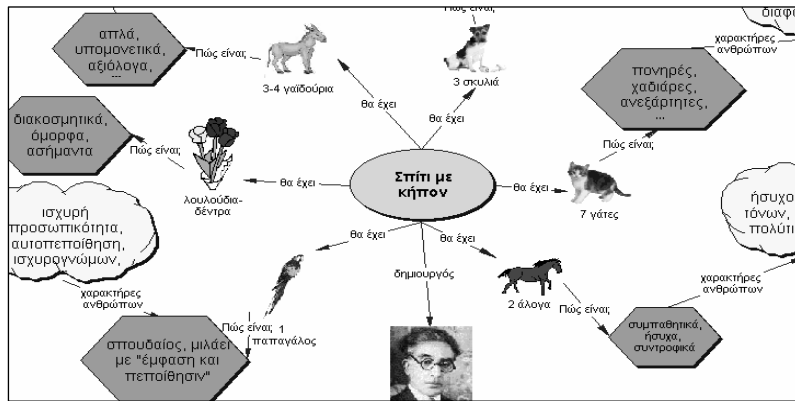 απλά,
υπομονετικά,
αξιόλογα,
...
Πώς είναι;
3-4 γαϊδούρια
θα έχει
Πώς είναι;
3 σκυλιά
θα έχει
χαρακτήρες
ανθρώπων
πονηρές,
χαδιάρες,
ανεξάρτητες,
...
Πώς είναι;
διακοσμητικά,
όμορφα,
ασήμαντα
Πώς είναι;
λουλούδια-
δέντρα
θα έχει
Σπίτι με
κήπον
θα έχει
7 γάτες
ισχυρή
προσωπικότητα,
αυτοπεποίθηση,
ισχυρογνώμων,
χαρακτήρες
ανθρώπων
σπουδαίος, μιλάει
με "έμφαση και
πεποίθησιν"
Πώς είναι;
1
παπαγάλος
θα έχει
δημιουργός
θα έχει
2 άλογα
Πώς είναι;
συμπαθητικά,
ήσυχα,
συντροφικά
χαρακτήρες
ανθρώπων
τόνων,